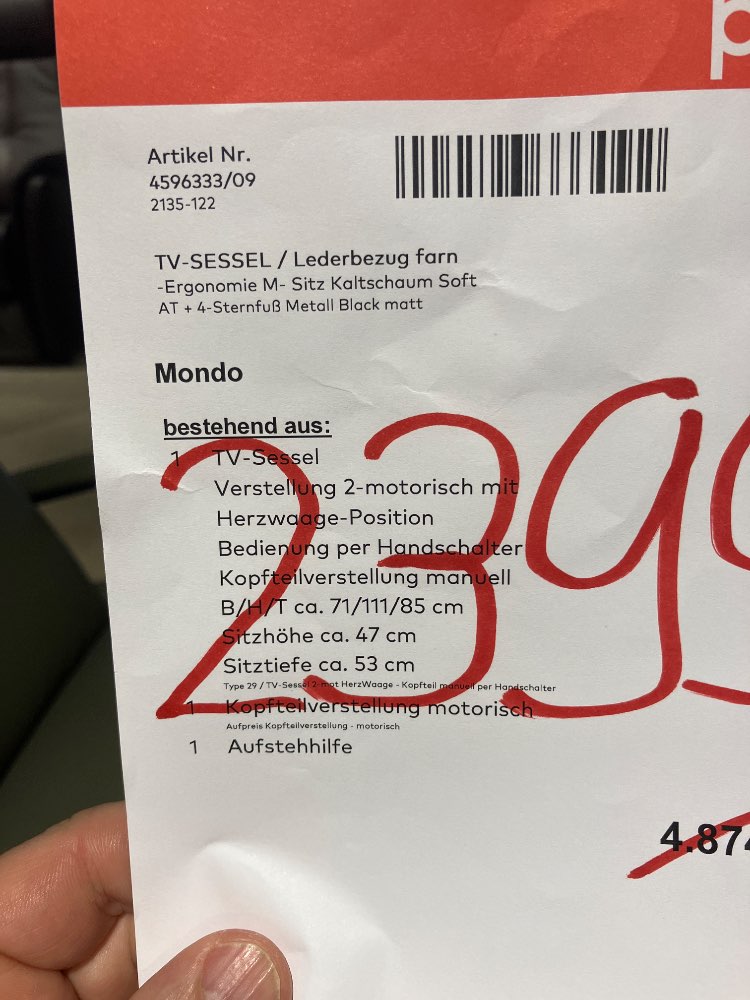 p
Artikel Nr.
4596333/09
2135-122
TV-SESSEL / Lederbezug farn
-Ergonomie M- Sitz Kaltschaum Soft
AT + 4-Sternfuß Metall Black matt
Mondo
bestehend aus:
1 TV-Sessel
Verstellung 2-motorisch mit
Herzwaage-Position
Bedienung per Handschalter
Kopfteilverstellung manuell
B/H/T ca. 71/111/85 cm
Sitzhöhe ca. 47 cm
Sitztiefe ca. 53 cm
Type 29 / TV-Sessel 2-mot HerzWaage - Kopfteil manuell per Handschalter
1 Kopfteilverstellung motorisch
Aufpreis Kopfteilverstellung - motorisch
1 Aufstehhilfe
239
4.874